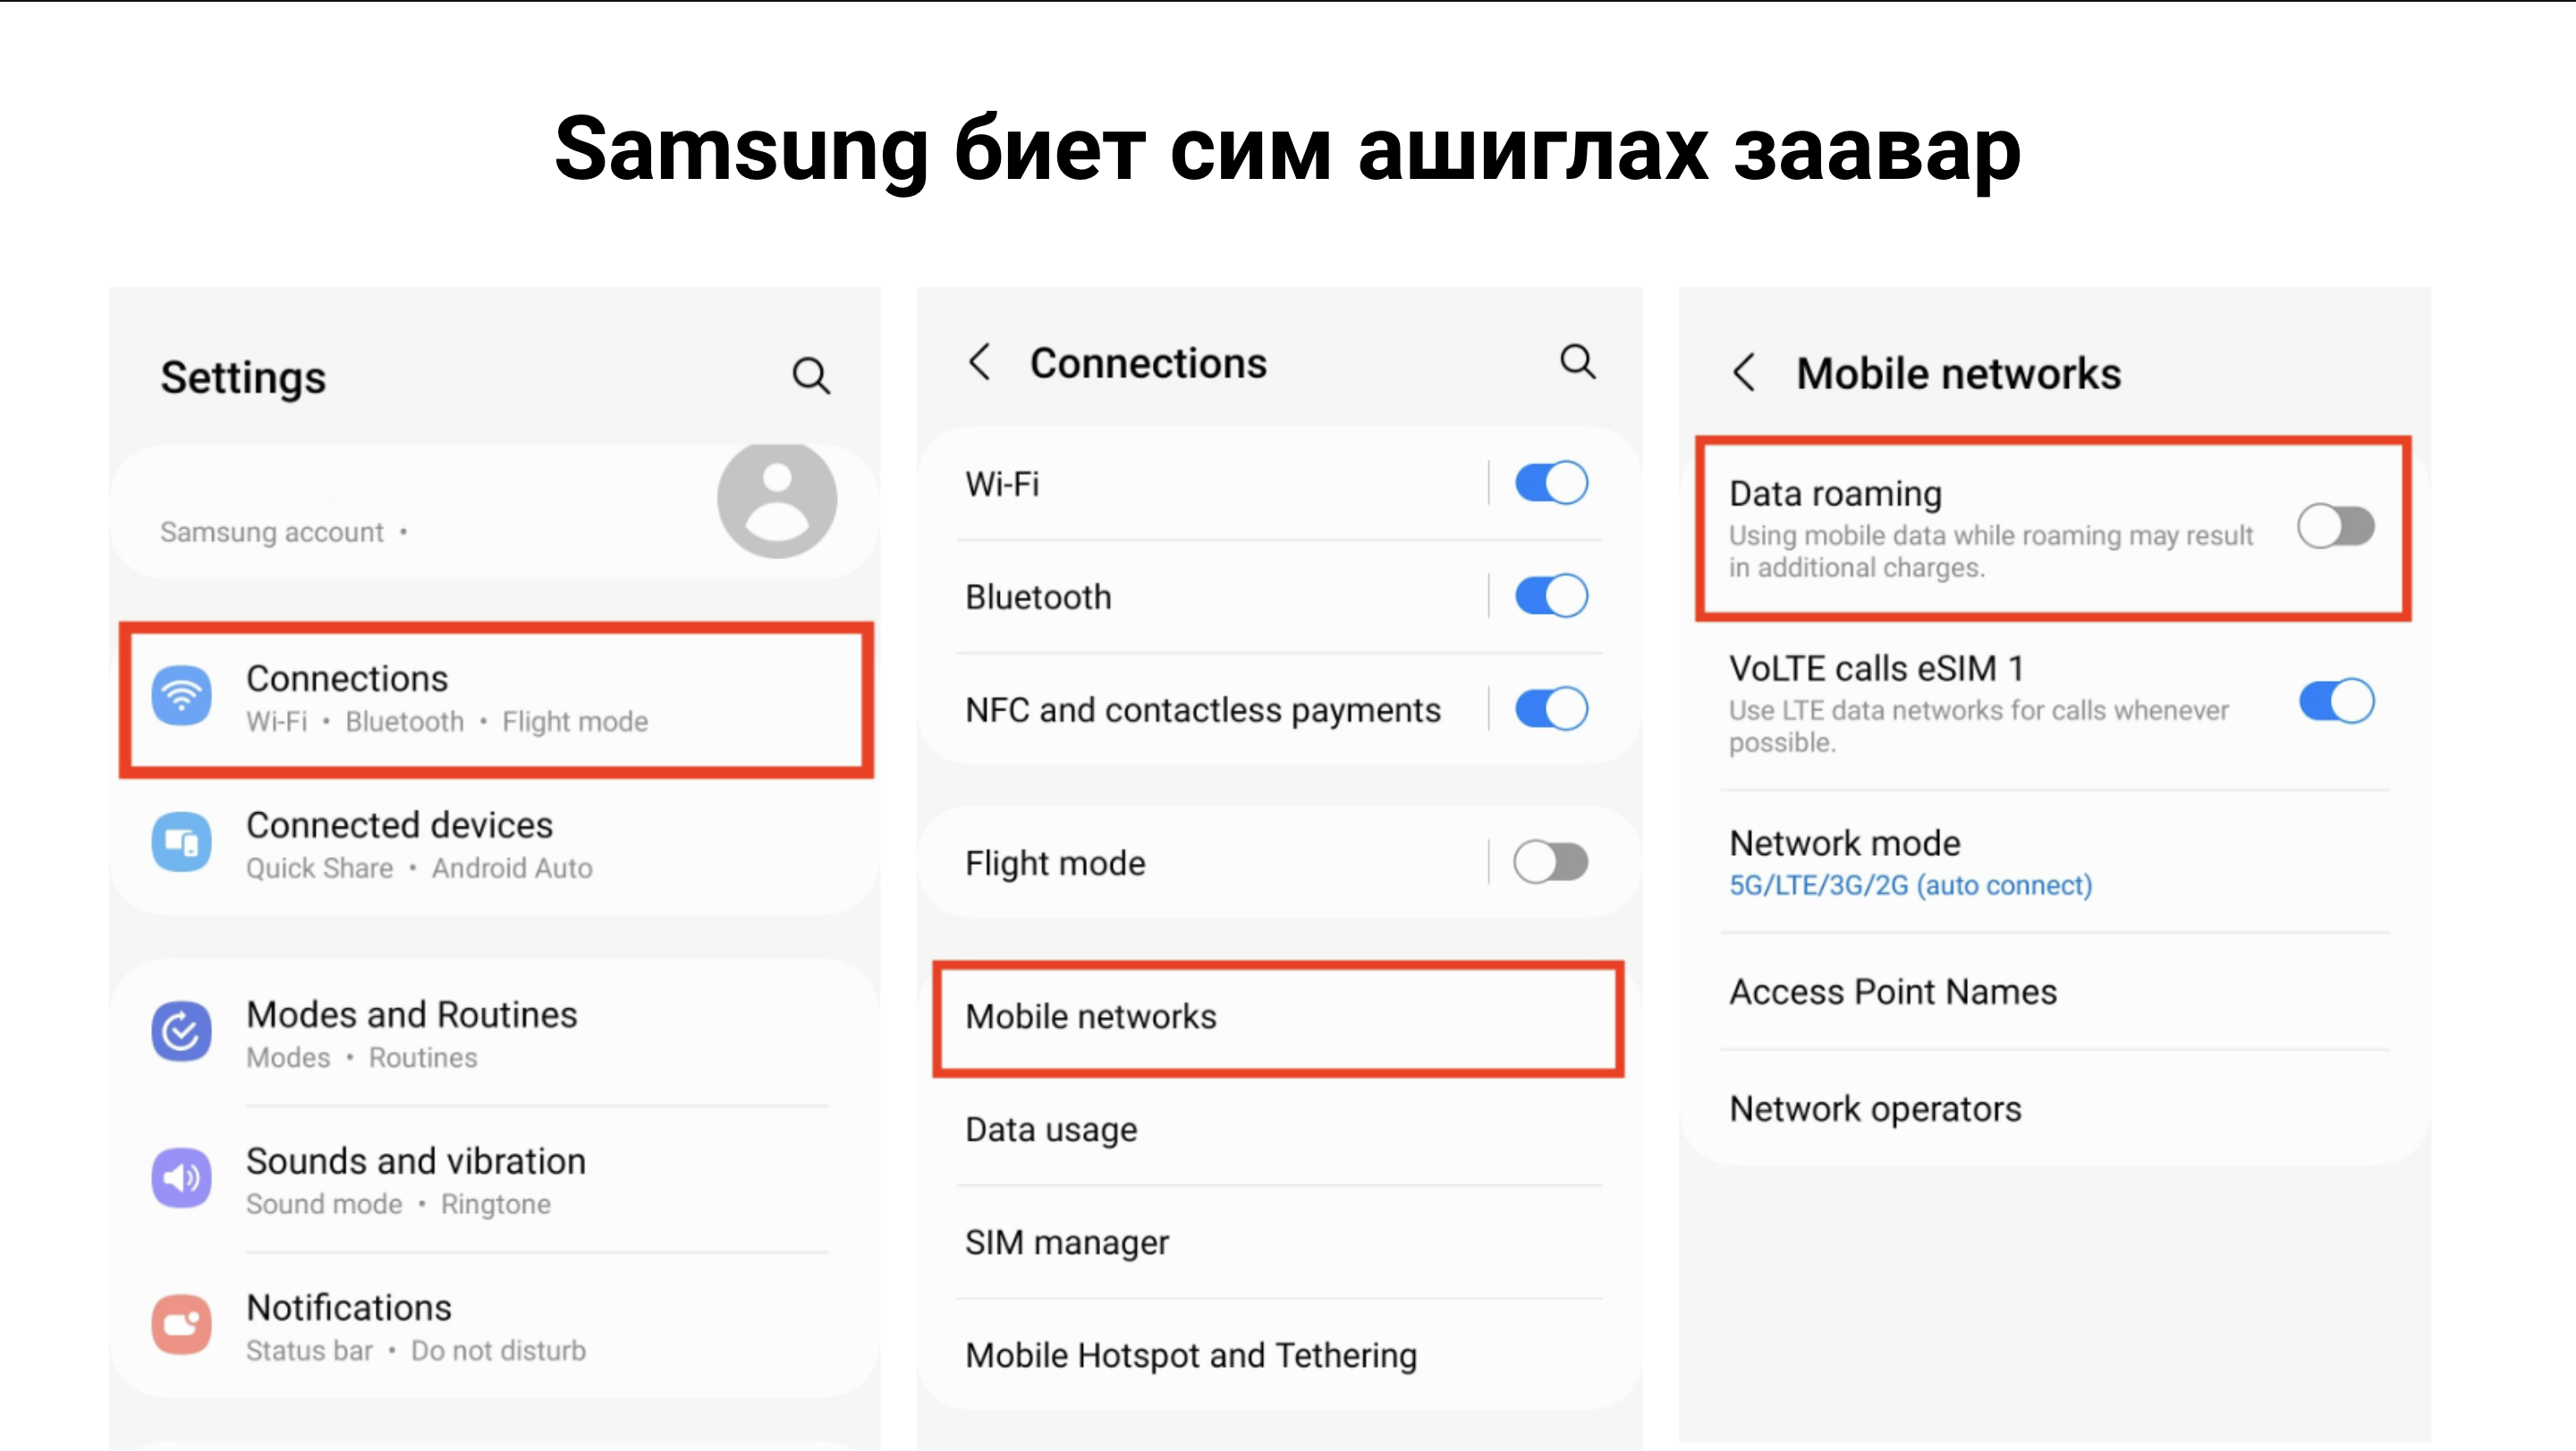 Samsung биет сим ашиглах заавар
Settings
Samsung account •
Connections
Wi-Fi • Bluetooth • Flight mode
Connected devices
Quick Share • Android Auto
Modes and Routines
Modes • Routines
Sounds and vibration
Sound mode • Ringtone
Notifications
Status bar • Do not disturb
Connections
Wi-Fi
Bluetooth
NFC and contactless payments
Flight mode
Mobile networks
Data usage
SIM manager
Mobile Hotspot and Tethering
Mobile networks
Data roaming
Using mobile data while roaming may result
in additional charges.
VoLTE calls eSIM 1
Use LTE data networks for calls whenever
possible.
Network mode
5G/LTE/3G/2G (auto connect)
Access Point Names
Network operators